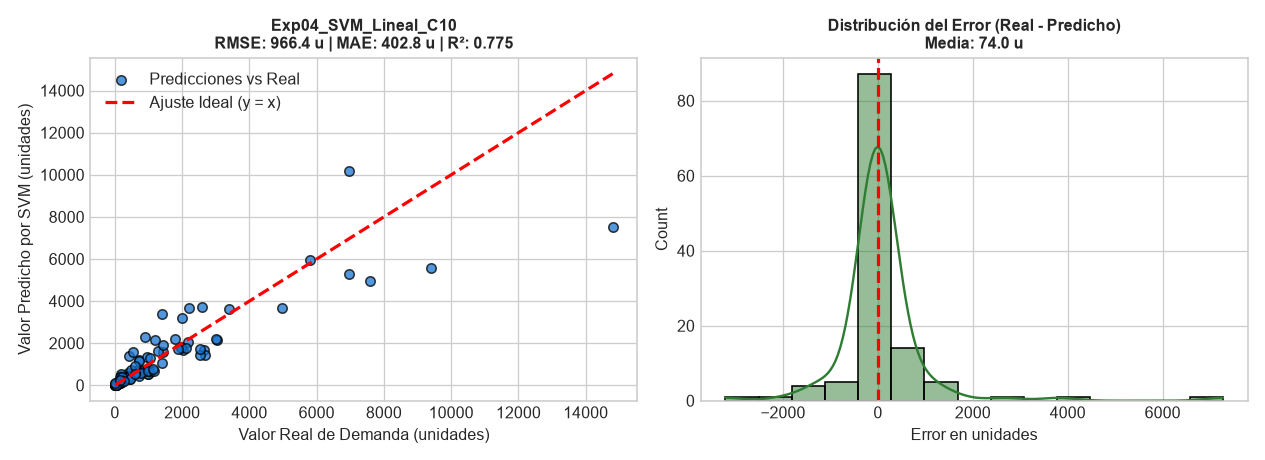 Exp04_SVM_Lineal_C10
RMSE: 966.4 u | MAE: 402.8 u | R²: 0.775
Predicciones vs Real
Ajuste Ideal (y = x)
Valor Predicho por SVM (unidades)
14000
12000
10000
8000
6000
4000
2000
0
0 2000 4000 6000 8000 10000 12000 14000
Valor Real de Demanda (unidades)
Distribución del Error (Real - Predicho)
Media: 74.0 u
Count
80
60
40
20
0
−2000 0 2000 4000 6000
Error en unidades